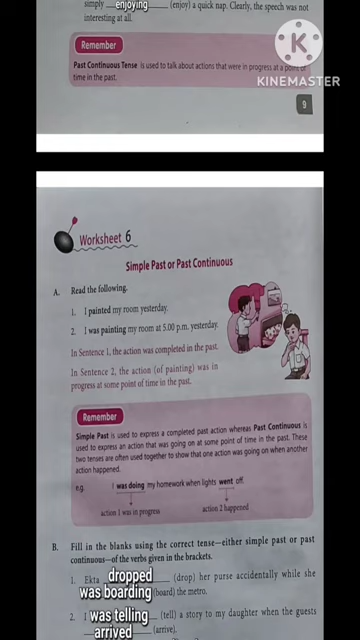 simply enjoying (enjoy) a quick nap. Clearly, the speech was not
interesting at all.
Remember
Past Continuous Tense is used to talk about actions that were in progress at a point of
time in the past.
KINEMASTER
9
Worksheet 6
Simple Past or Past Continuous
A. Read the following.
1. I painted my room yesterday.
2. I was painting my room at 5.00 p.m. yesterday.
In Sentence 1, the action was completed in the past.
In Sentence 2, the action (of painting) was in
progress at some point of time in the past.
Remember
Simple Past is used to express a completed past action whereas Past Continuous is
used to express an action that was going on at some point of time in the past. These
two tenses are often used together to show that one action was going on when another
action happened.
e.g. I was doing my homework when lights went off.
action 1 was in progress action 2 happened
B. Fill in the blanks using the correct tense—either simple past or past
continuous—of the verbs given in the brackets.
1. Ekta dropped (drop) her purse accidentally while she
was boarding (board) the metro.
2. I was telling (tell) a story to my daughter when the guests
arrived (arrive).